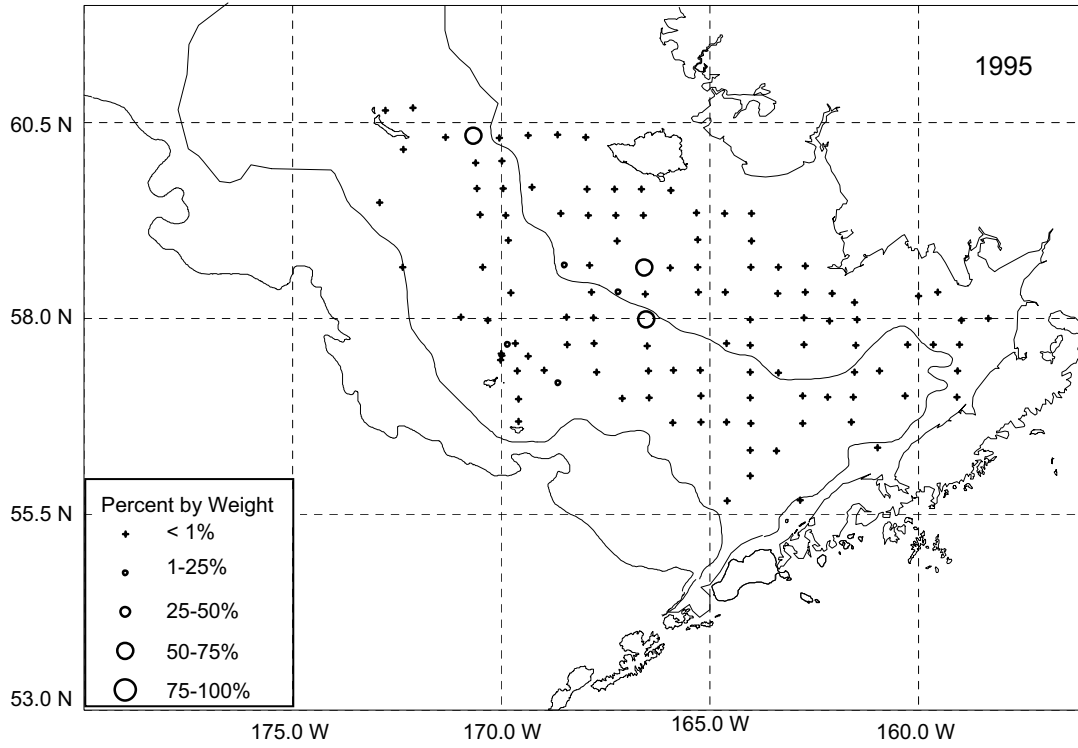 1995
60.5 N
58.0 N
55.5 N
53.0 N
Percent by Weight
< 1%
1-25%
25-50%
50-75%
75-100%
175.0 W
170.0 W
165.0 W
160.0 W